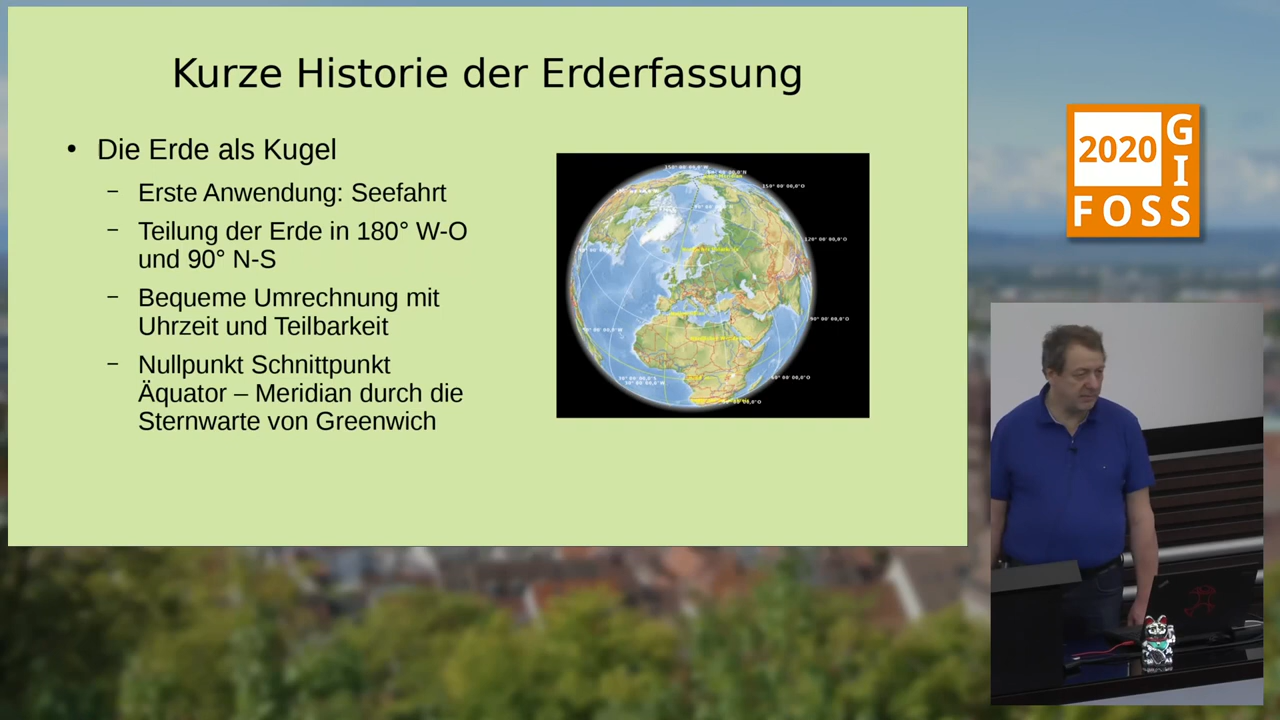 Kurze Historie der Erderfassung
• Die Erde als Kugel
– Erste Anwendung: Seefahrt
– Teilung der Erde in 180° W-O
und 90° N-S
– Bequeme Umrechnung mit
Uhrzeit und Teilbarkeit
– Nullpunkt Schnittpunkt
Äquator – Meridian durch die
Sternwarte von Greenwich
2020
G
I
FOSS